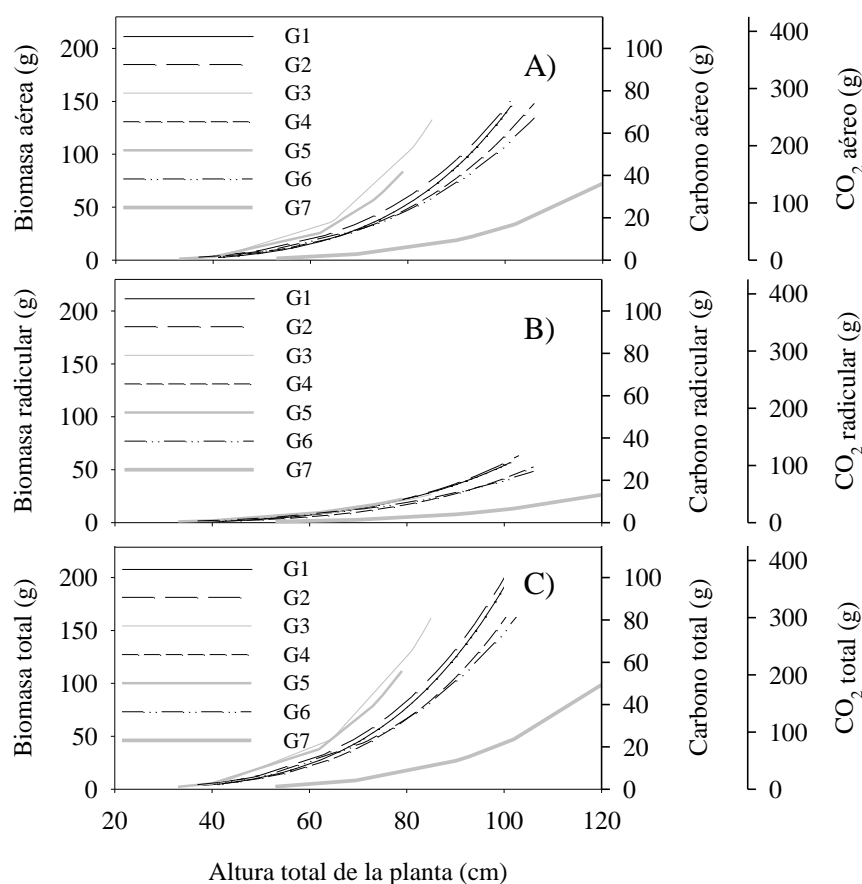 Biomasa aérea (g)
200
150
100
50
0
G1
G2
G3
G4
G5
G6
G7
A)
100
80
60
40
20
0
Carbono aéreo (g)
400
300
200
100
0
CO2 aéreo (g)
Biomasa radicular (g)
200
150
100
50
0
G1
G2
G3
G4
G5
G6
G7
B)
100
80
60
40
20
0
Carbono radicular (g)
400
300
200
100
0
CO2 radicular (g)
Biomasa total (g)
200
150
100
50
0
G1
G2
G3
G4
G5
G6
G7
C)
100
80
60
40
20
0
Carbono total (g)
400
300
200
100
0
CO2 total (g)
20 40 60 80 100 120
Altura total de la planta (cm)